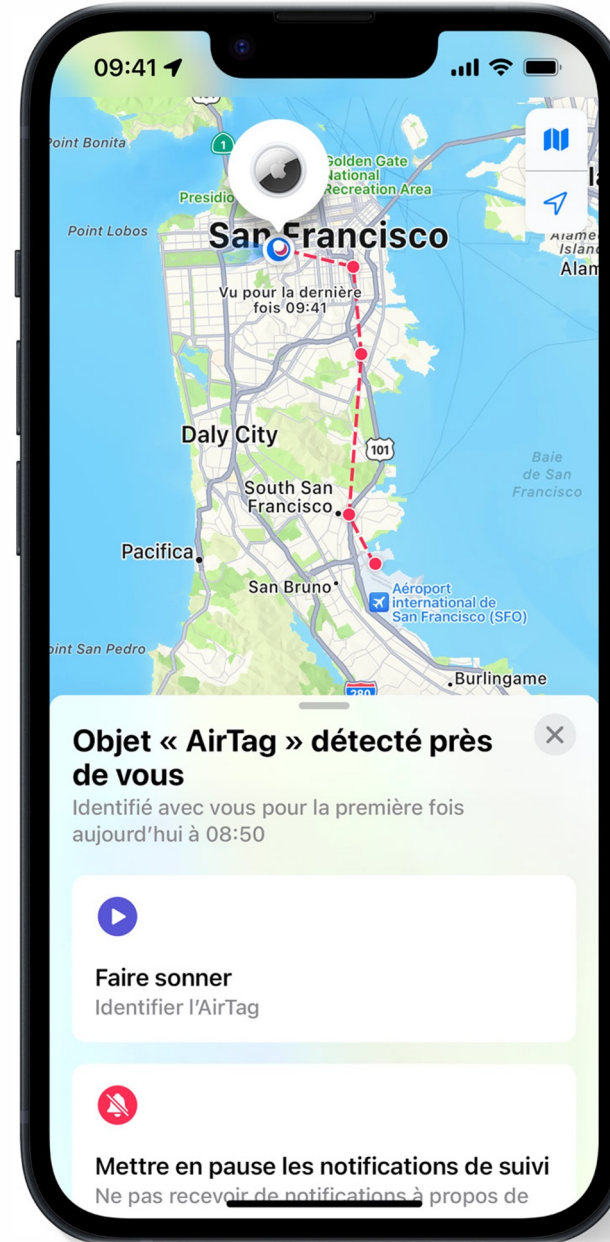 09:41
Point Bonita
1
Golden Gate
National
Recreation Area
Presidio
Point Lobos
San Francisco
Island
Alam
Vu pour la dernière
fois 09:41
Daly City
101
Baie
de San
Francisco
South San
Francisco
Pacifica
San Bruno
Aéroport
international de
San Francisco (SFO)
Point San Pedro
Burlingame
280
Objet « AirTag » détecté près
de vous
Identifié avec vous pour la première fois
aujourd’hui à 08:50
Faire sonner
Identifier l’AirTag
Mettre en pause les notifications de suivi
Ne pas recevoir de notifications à propos de